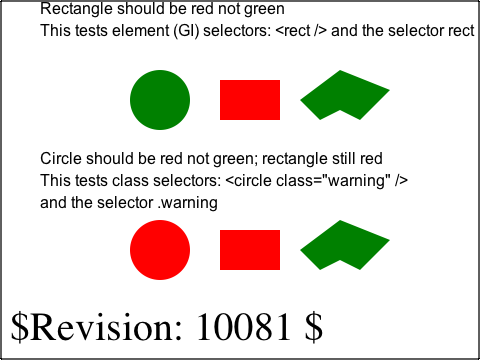 Rectangle should be red not green
This tests element (GI) selectors: <rect /> and the selector rect
Circle should be red not green; rectangle still red
This tests class selectors: <circle class="warning" />
and the selector .warning
$Revision: 10081 $